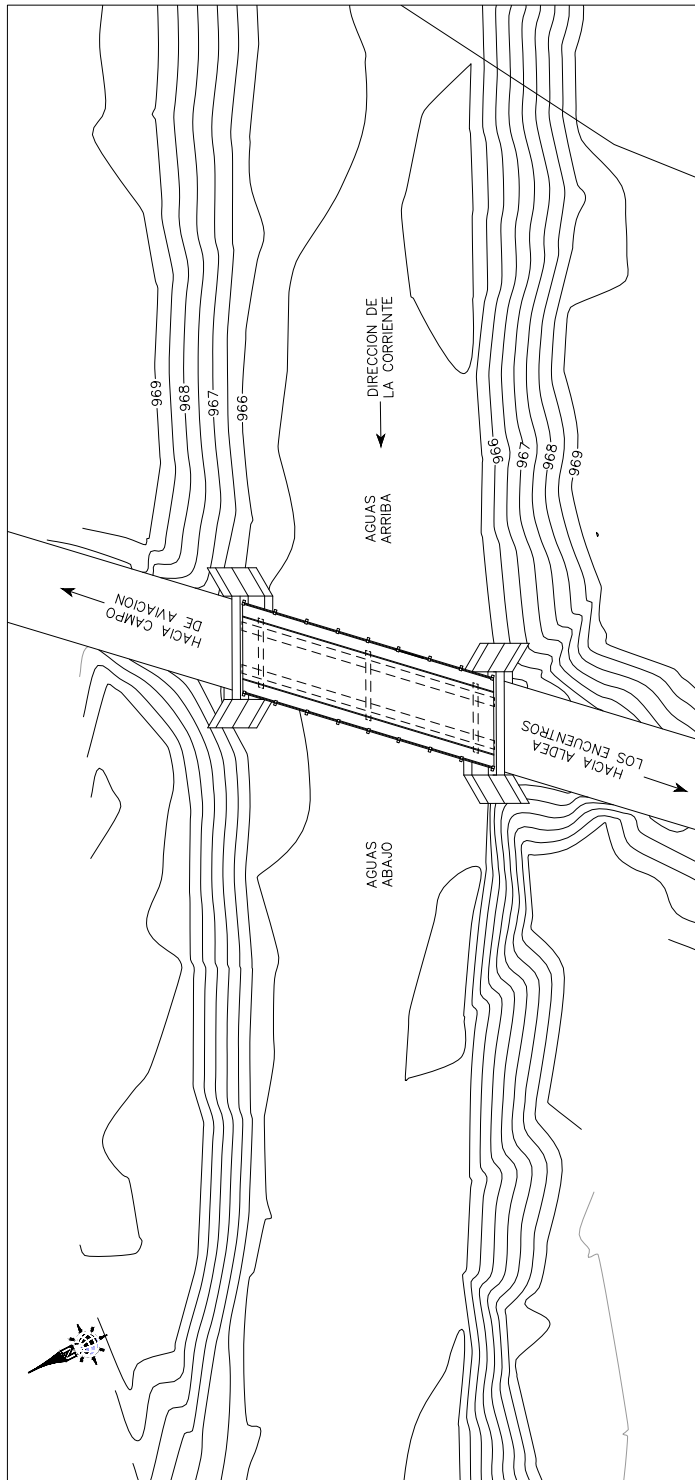 969
968
967
966
DIRECCION DE
LA CORRIENTE
966
967
968
969
AGUAS
ARRIBA
HACIA CAMPO
DE AVIACION
HACIA ALDEA
LOS ENCUENTROS
AGUAS
ABAJO